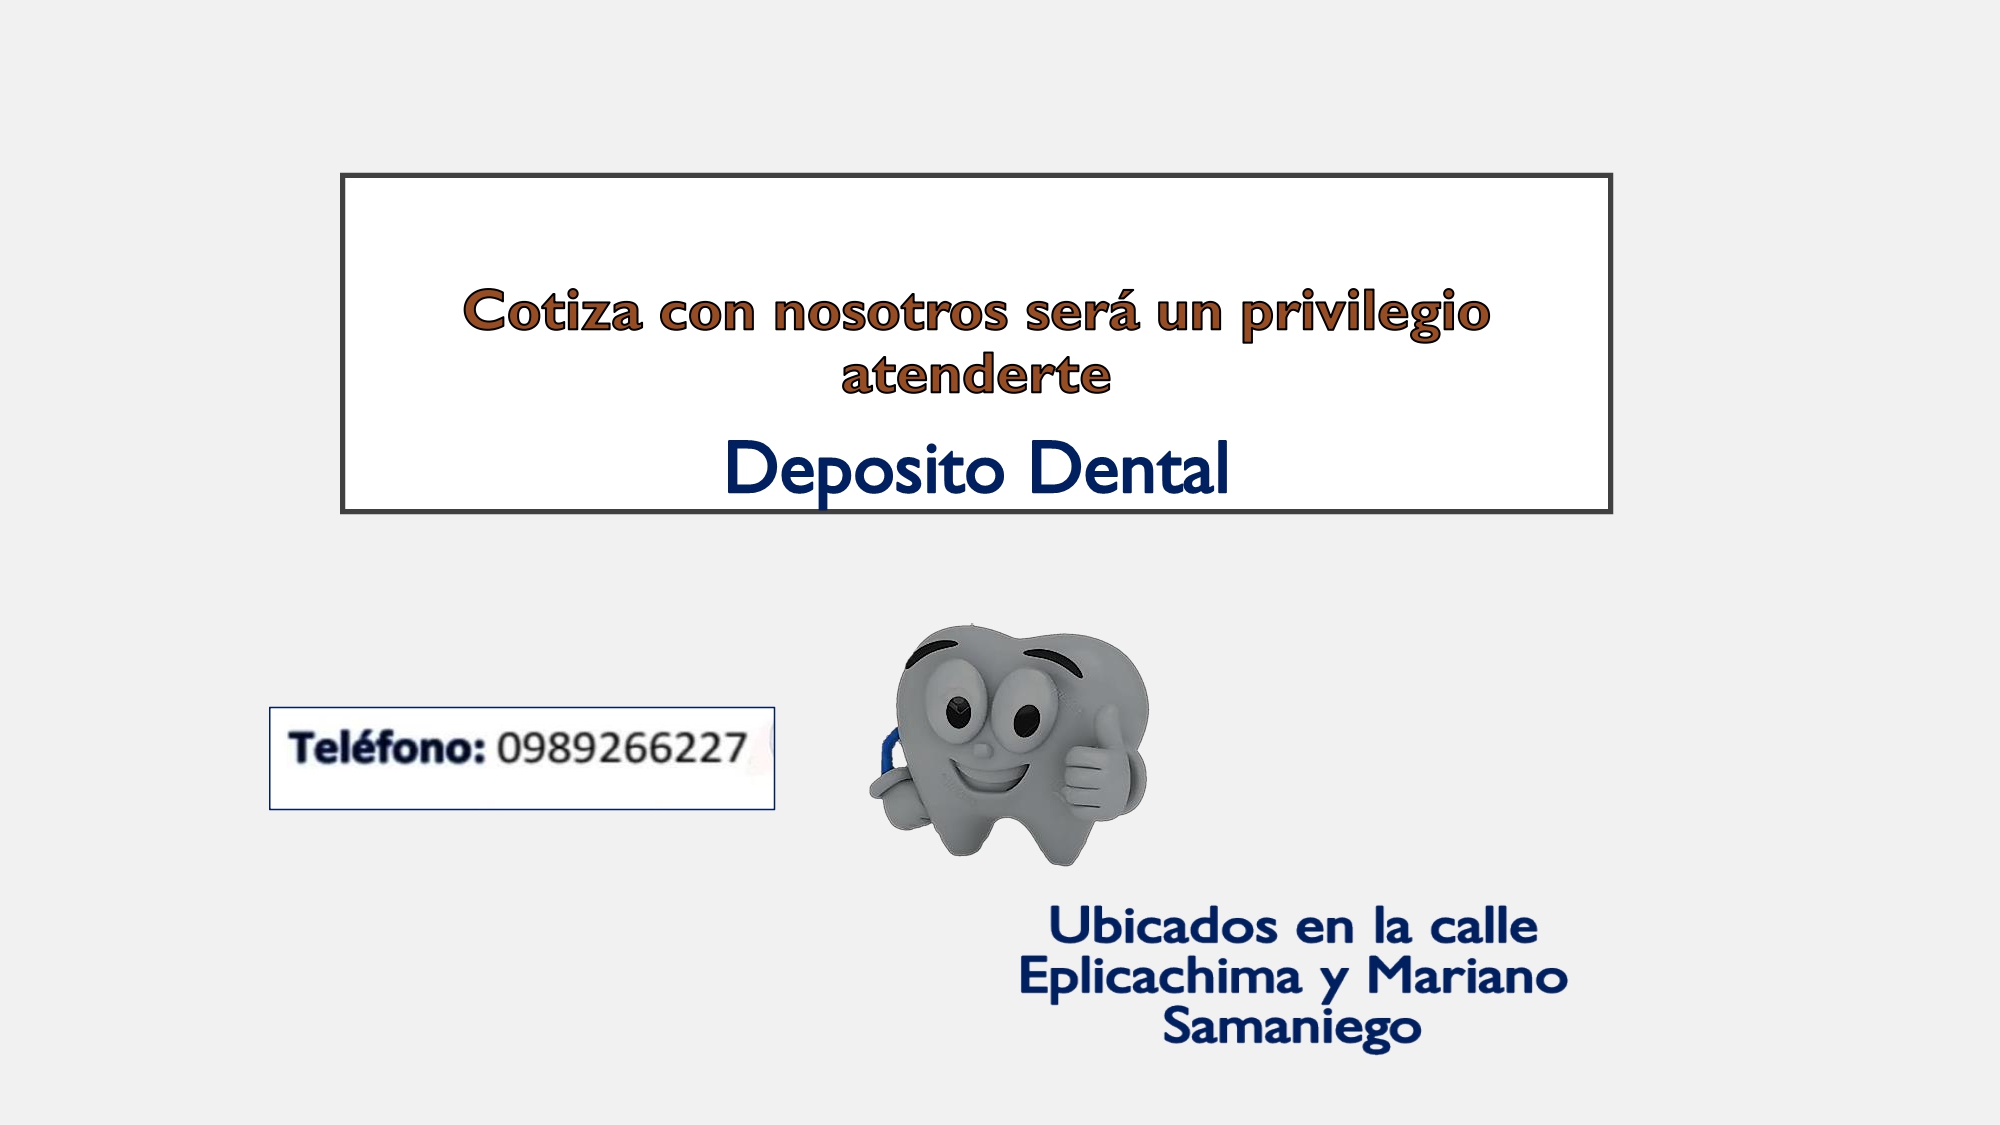 Cotiza con nosotros será un privilegio
atenderte
Deposito Dental
Teléfono: 0989266227
Ubicados en la calle
Eplicachima y Mariano
Samaniego